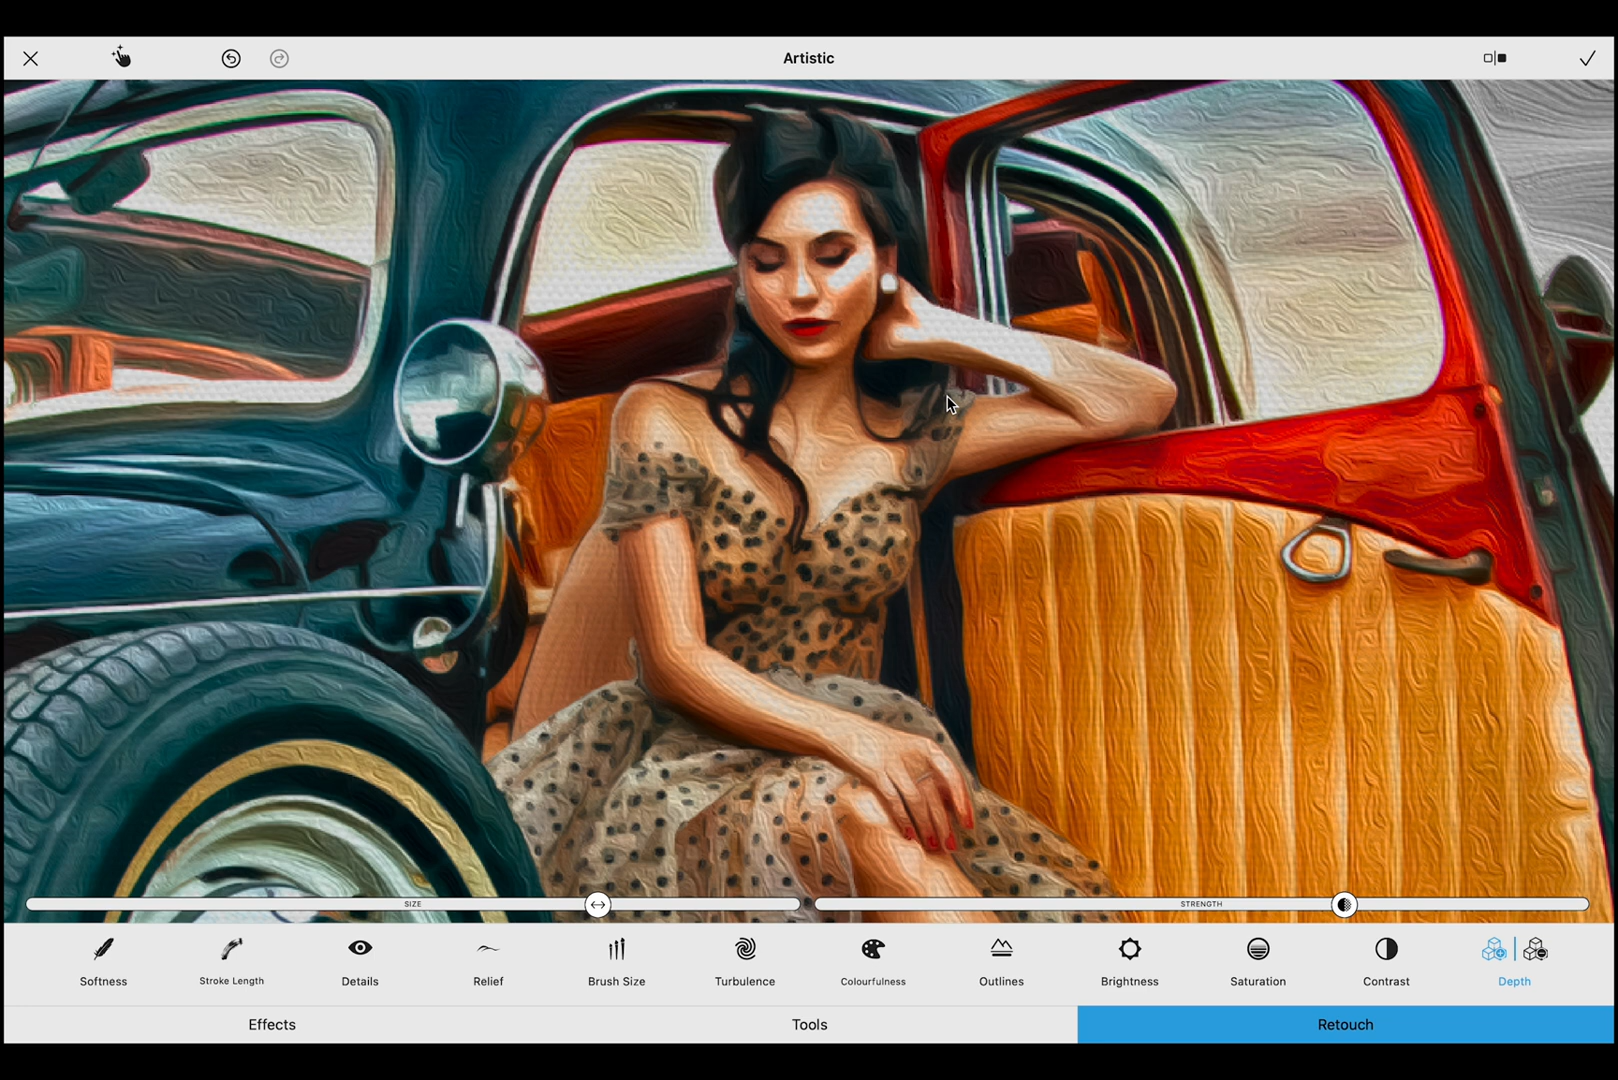 Artistic
SIZE
STRENGTH
Softness
Stroke Length
Details
Relief
Brush Size
Turbulence
Colourfulness
Outlines
Brightness
Saturation
Contrast
Depth
Effects
Tools
Retouch